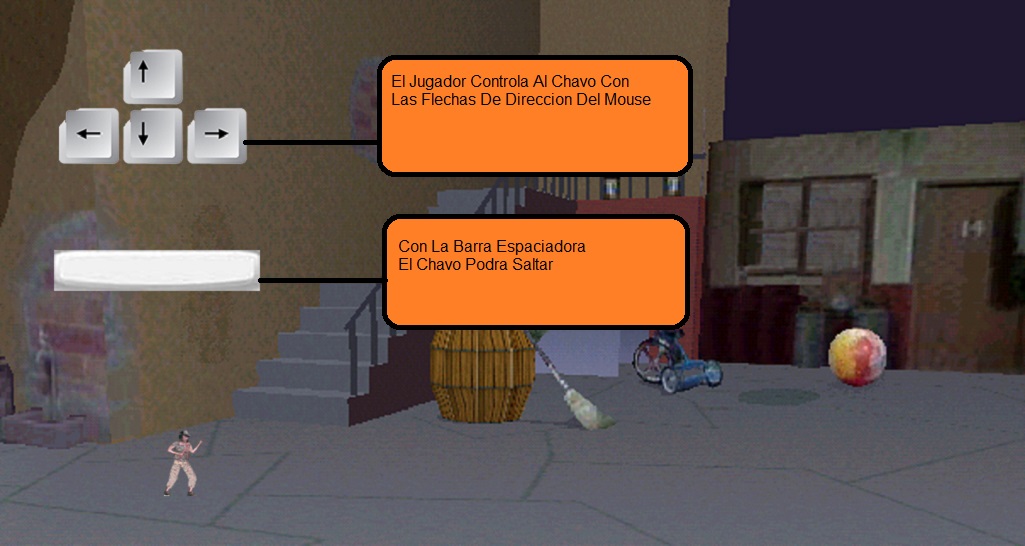 El Jugador Controla Al Chavo Con
Las Flechas De Direccion Del Mouse
Con La Barra Espaciadora
El Chavo Podra Saltar
14